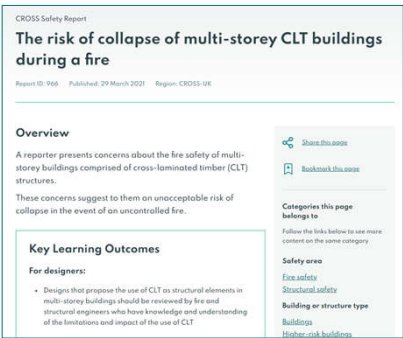 CROSS Safety Report
The risk of collapse of multi-storey CLT buildings
during a fire
Report ID: 966 Published: 29 March 2021 Region: CROSS-UK
Overview
A reporter presents concerns about the fire safety of multi-
storey buildings comprised of cross-laminated timber (CLT)
structures.
These concerns suggest to them an unacceptable risk of
collapse in the event of an uncontrolled fire.
Key Learning Outcomes
For designers:
• Designs that propose the use of CLT as structural elements in
multi-storey buildings should be reviewed by fire and
structural engineers who have knowledge and understanding
of the limitations and impact of the use of CLT
Share this page
Bookmark this page
Categories this page
belongs to
Follow the links below to see more
content on the same category
Safety area
Fire safety
Structural safety
Building or structure type
Buildings
Higher-risk buildings